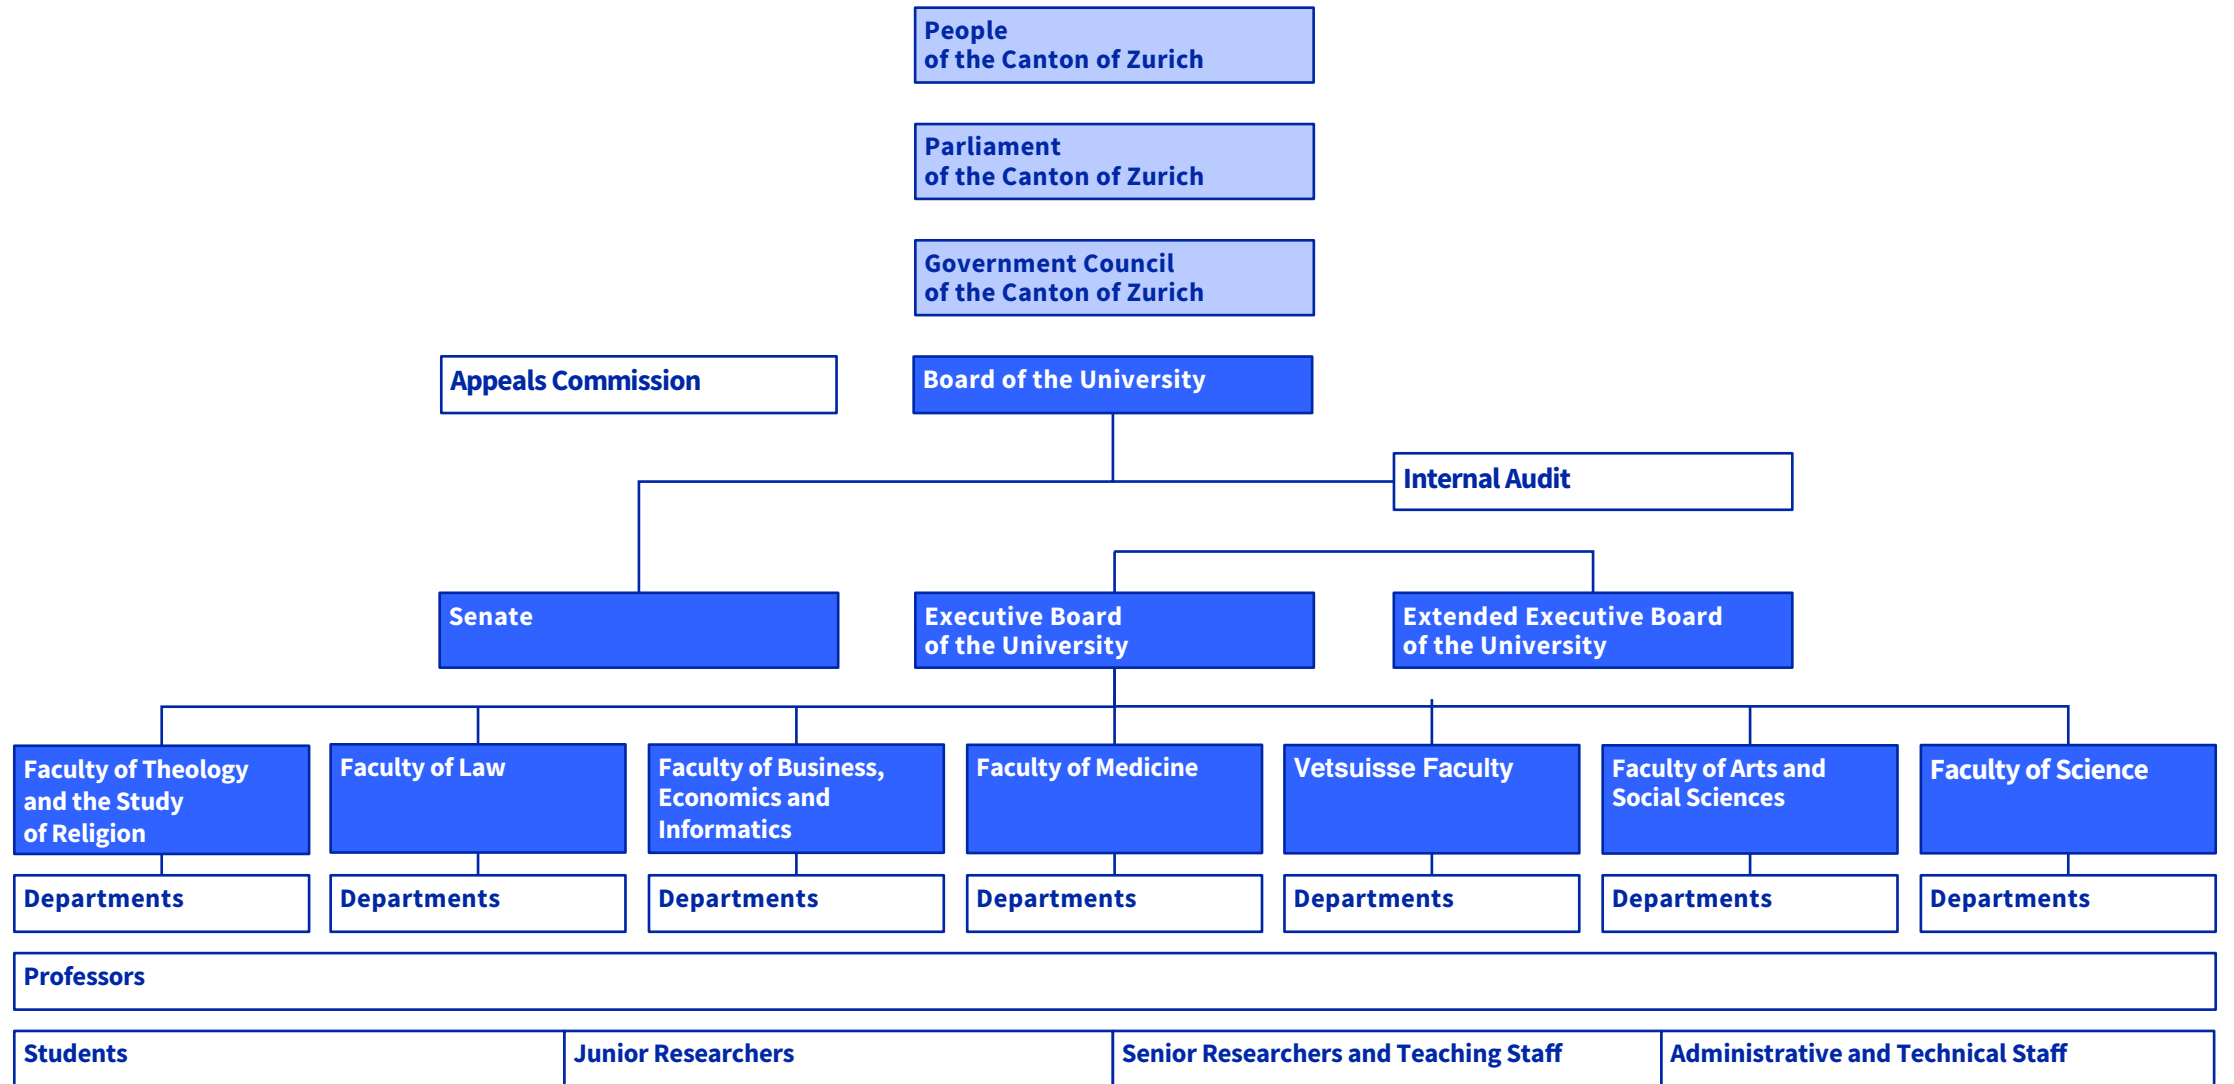 People
of the Canton of Zurich
Parliament
of the Canton of Zurich
Government Council
of the Canton of Zurich
Appeals Commission
Board of the University
Internal Audit
Senate
Executive Board
of the University
Extended Executive Board
of the University
Faculty of Theology
and the Study
of Religion
Faculty of Law
Faculty of Business,
Economics and
Informatics
Faculty of Medicine
Vetsuisse Faculty
Faculty of Arts and
Social Sciences
Faculty of Science
Departments
Departments
Departments
Departments
Departments
Departments
Departments
Professors
Students
Junior Researchers
Senior Researchers and Teaching Staff
Administrative and Technical Staff